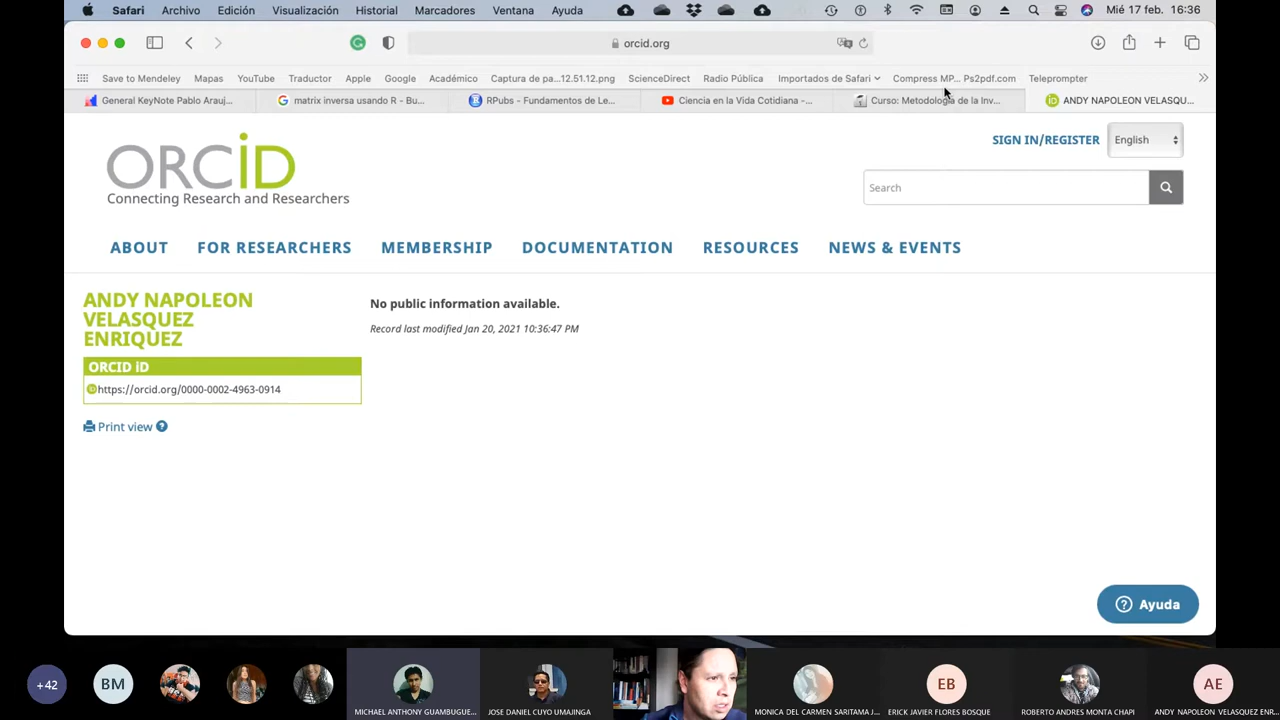 Safari Archivo Edición Visualización Historial Marcadores Ventana Ayuda Mié 17 feb. 16:36
orcid.org
Save to Mendeley Mapas YouTube Traductor Apple Google Académico Captura de pa...12.51.12.png ScienceDirect Radio Pública Importados de Safari Compress MP... Ps2pdf.com Teleprompter
General KeyNote Pablo Arauj... matrix inversa usando R - Bu... RPubs - Fundamentos de Le... Ciencia en la Vida Cotidiana -... Curso: Metodología de la Inv... ANDY NAPOLEON VELASQU...
SIGN IN/REGISTER English
ORCiD
Connecting Research and Researchers
Search
ABOUT FOR RESEARCHERS MEMBERSHIP DOCUMENTATION RESOURCES NEWS & EVENTS
ANDY NAPOLEON
VELASQUEZ
ENRIQUEZ
No public information available.
Record last modified Jan 20, 2021 10:36:47 PM
ORCID iD
iD https://orcid.org/0000-0002-4963-0914
Print view ?
? Ayuda
+42 BM EB AE
MICHAEL ANTHONY GUAMBUGUE... JOSE DANIEL CUYO UMAJINGA MONICA DEL CARMEN SARITAMA J... ERICK JAVIER FLORES BOSQUE ROBERTO ANDRES MONTA CHAPI ANDY NAPOLEON VELASQUEZ ENR...